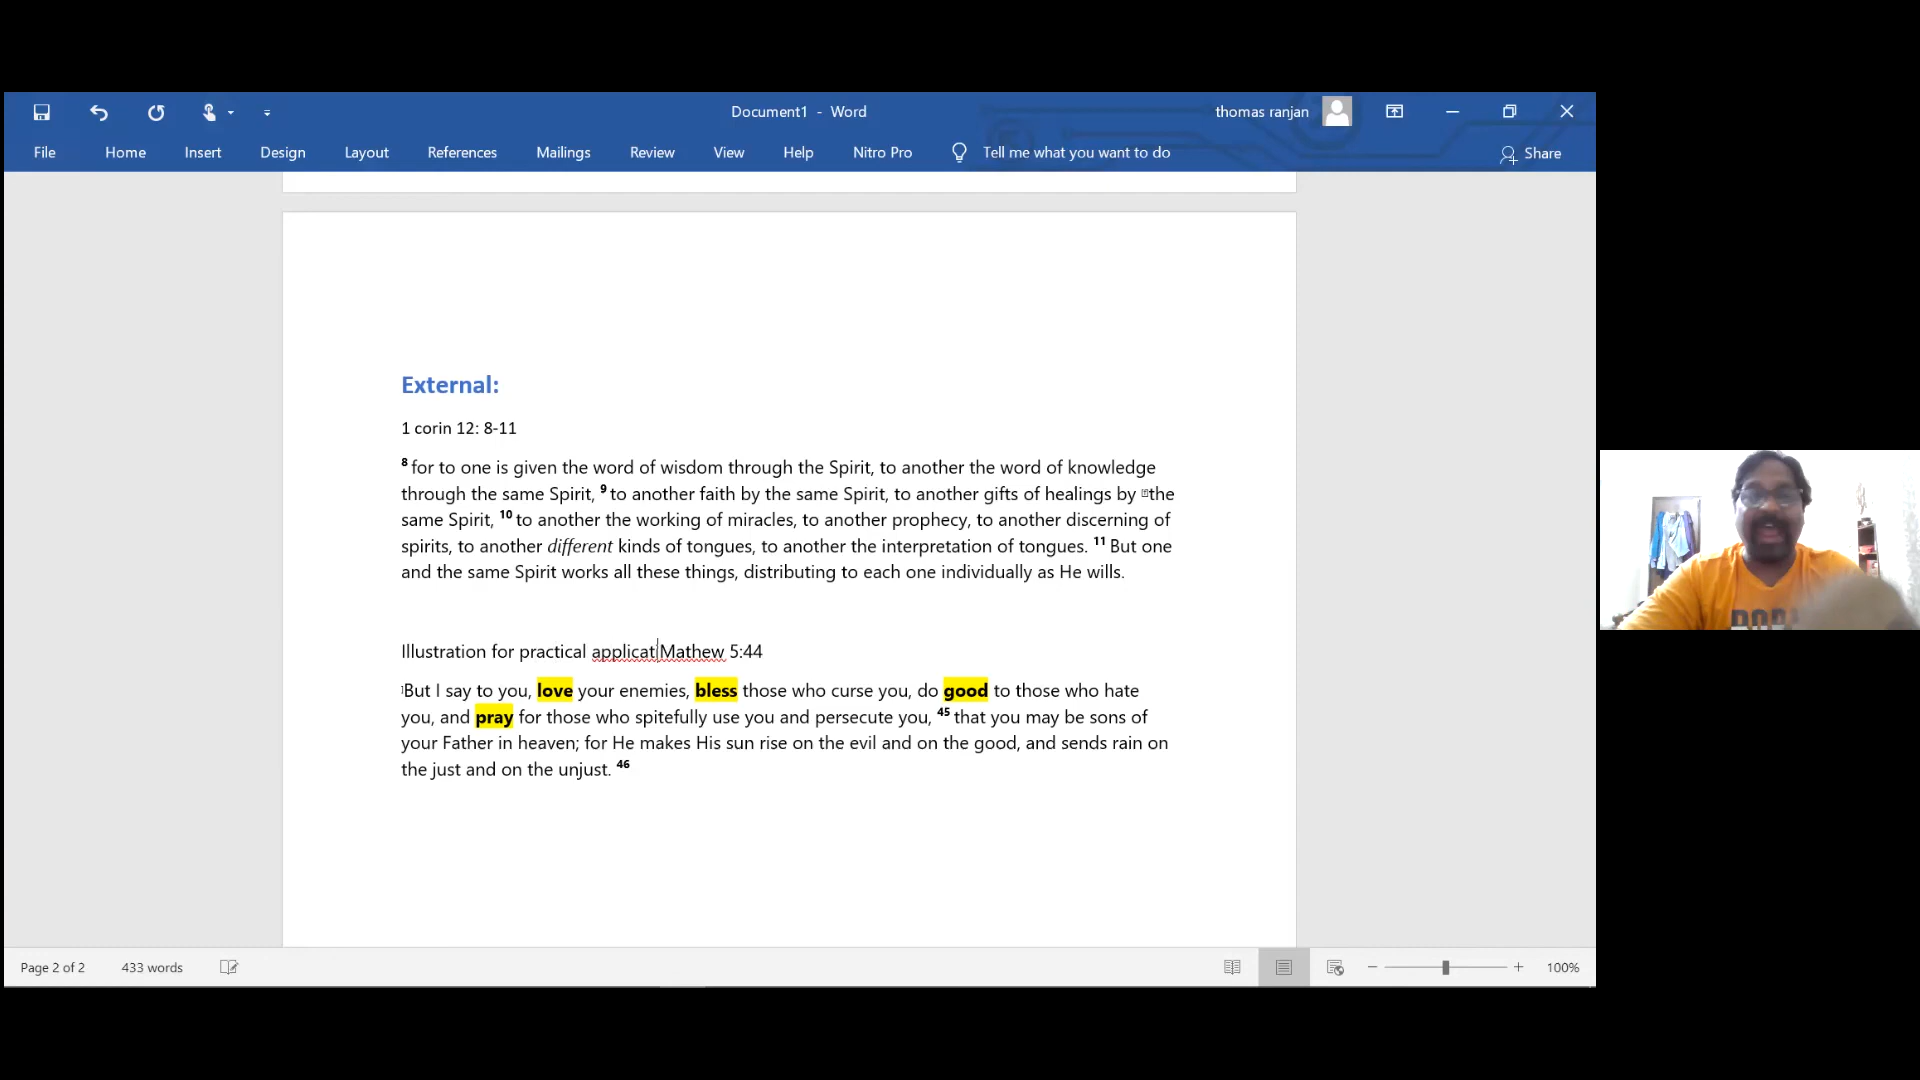 Document1 - Word
thomas ranjan
File Home Insert Design Layout References Mailings Review View Help Nitro Pro Tell me what you want to do Share
External:
1 corin 12: 8-11
8 for to one is given the word of wisdom through the Spirit, to another the word of knowledge
through the same Spirit, 9 to another faith by the same Spirit, to another gifts of healings by the
same Spirit, 10 to another the working of miracles, to another prophecy, to another discerning of
spirits, to another different kinds of tongues, to another the interpretation of tongues. 11 But one
and the same Spirit works all these things, distributing to each one individually as He wills.
Illustration for practical applicatiMathew 5:44
But I say to you, love your enemies, bless those who curse you, do good to those who hate
you, and pray for those who spitefully use you and persecute you, 45 that you may be sons of
your Father in heaven; for He makes His sun rise on the evil and on the good, and sends rain on
the just and on the unjust. 46
Page 2 of 2 433 words 100%